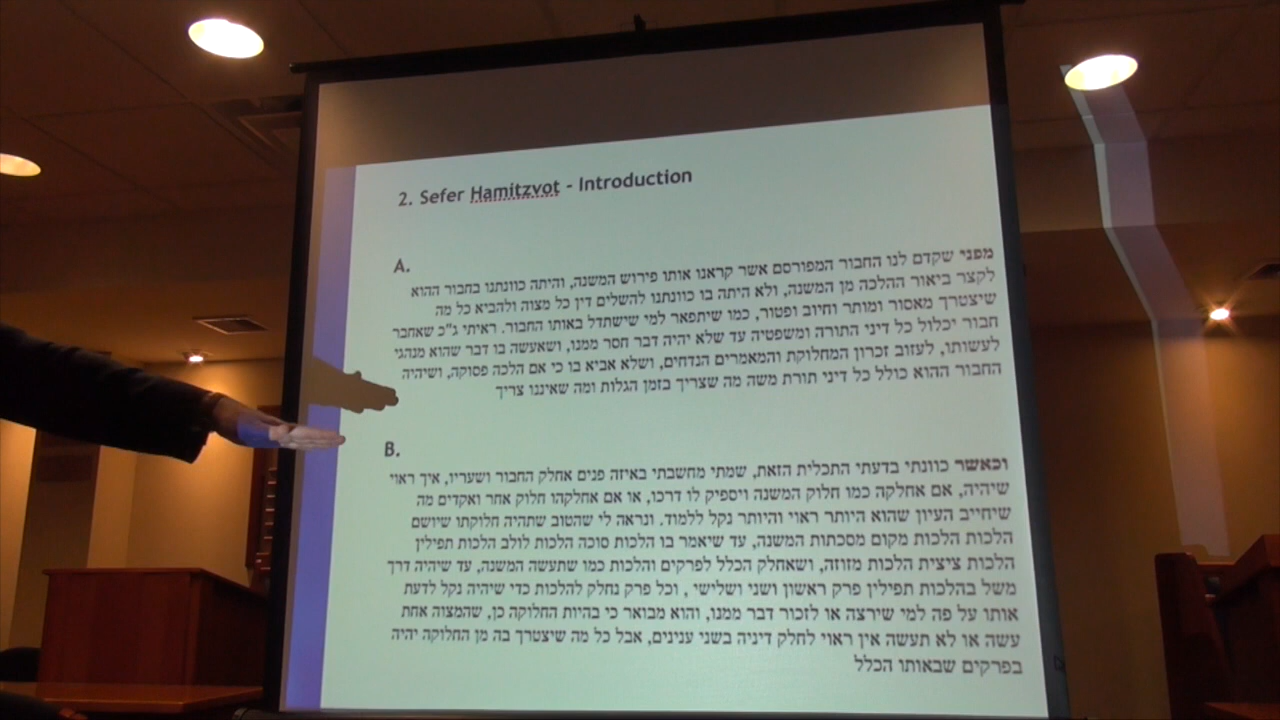 2. Sefer Hamitzvot - Introduction
A.
מפני שקדם לנו החבור המפורסם אשר קראנו אותו פירוש המשנה, והיתה כוונתנו בחבור ההוא
לקצר ביאור ההלכה מן המשנה, ולא היתה בו כוונתנו להשלים דין כל מצוה ולהביא כל מה
שיצטרך מאסור ומותר וחיוב ופטור, כמו שיתפאר למי שישתדל באותו החבור. ראיתי ג"כ שאחבר
חבור יכלול כל דיני התורה ומשפטיה עד שלא יהיה דבר חסר ממנו, ושאעשה בו דבר שהוא מנהגי
לעשותו, לעזוב זכרון המחלוקת והמאמרים הנדחים, ושלא אביא בו כי אם הלכה פסוקה, ושיהיה
החבור ההוא כולל כל דיני תורת משה מה שצריך בזמן הגלות ומה שאיננו צריך
B.
וכאשר כוונתי בדעתי התכלית הזאת, שמתי מחשבתי באיזה פנים אחלק החבור ושעריו, איך ראוי
שיהיה, אם אחלקה כמו חלוק המשנה ויספיק לו דרכו, או אם אחלקהו חלוק אחר ואקדים מה
שיחייב העיון שהוא היותר ראוי והיותר נקל ללמוד. ונראה לי שהטוב שתהיה חלוקתו שיושם
הלכות הלכות מקום מסכתות המשנה, עד שיאמר בו הלכות סוכה הלכות לולב הלכות תפילין
הלכות ציצית הלכות מזוזה, ושאחלק הכלל לפרקים והלכות כמו שתעשה המשנה, עד שיהיה דרך
משל בהלכות תפילין פרק ראשון ושני ושלישי , וכל פרק נחלק להלכות כדי שיהיה נקל לדעת
אותו על פה למי שירצה או לזכור דבר ממנו, והוא מבואר כי בהיות החלוקה כן, שהמצוה אחת
עשה או לא תעשה אין ראוי לחלק דיניה בשני ענינים, אבל כל מה שיצטרך בה מן החלוקה יהיה
בפרקים שבאותו הכלל